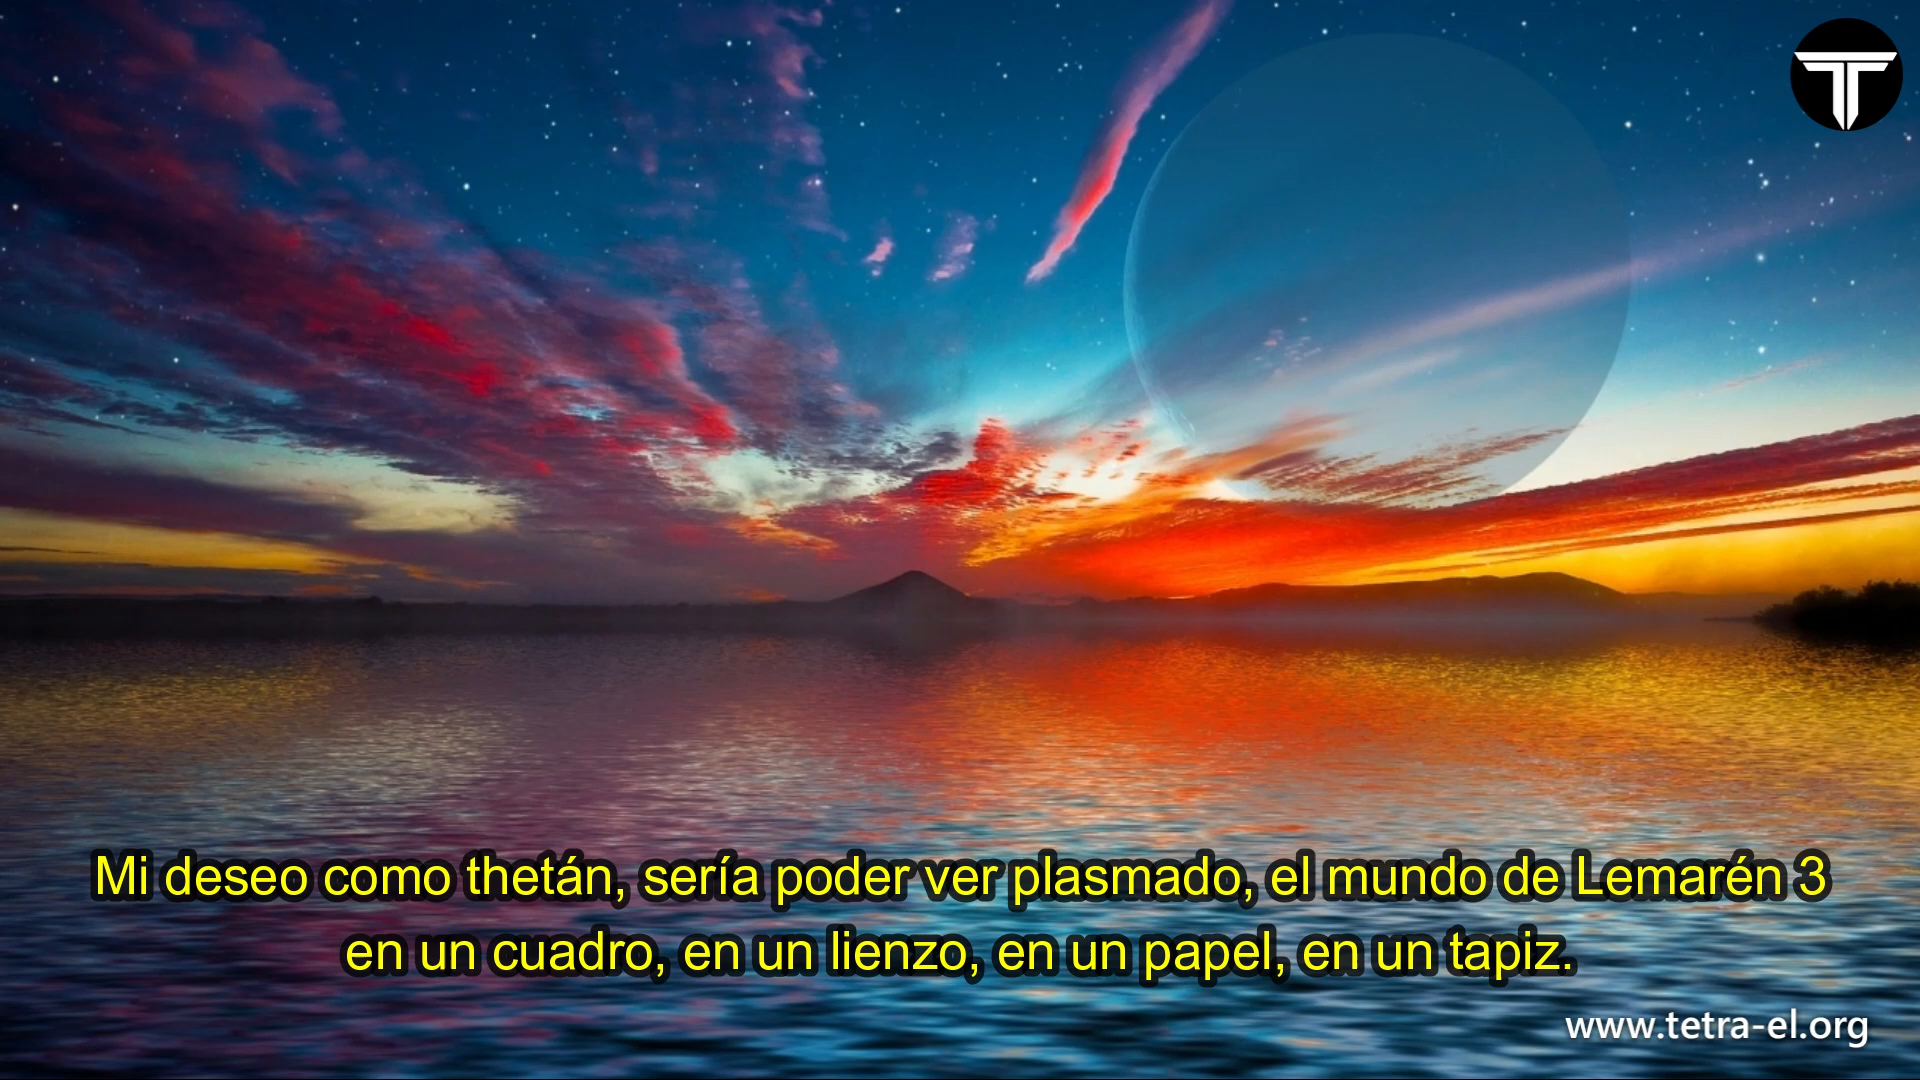 Mi deseo como thetán, sería poder ver plasmado, el mundo de Lemarén 3
en un cuadro, en un lienzo, en un papel, en un tapiz.
www.tetra-el.org